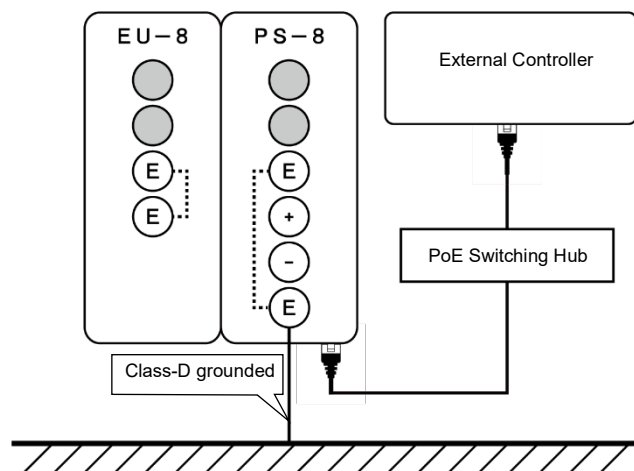 EU-8
PS-8
External Controller
E
E
E
+
-
E
PoE Switching Hub
Class-D grounded